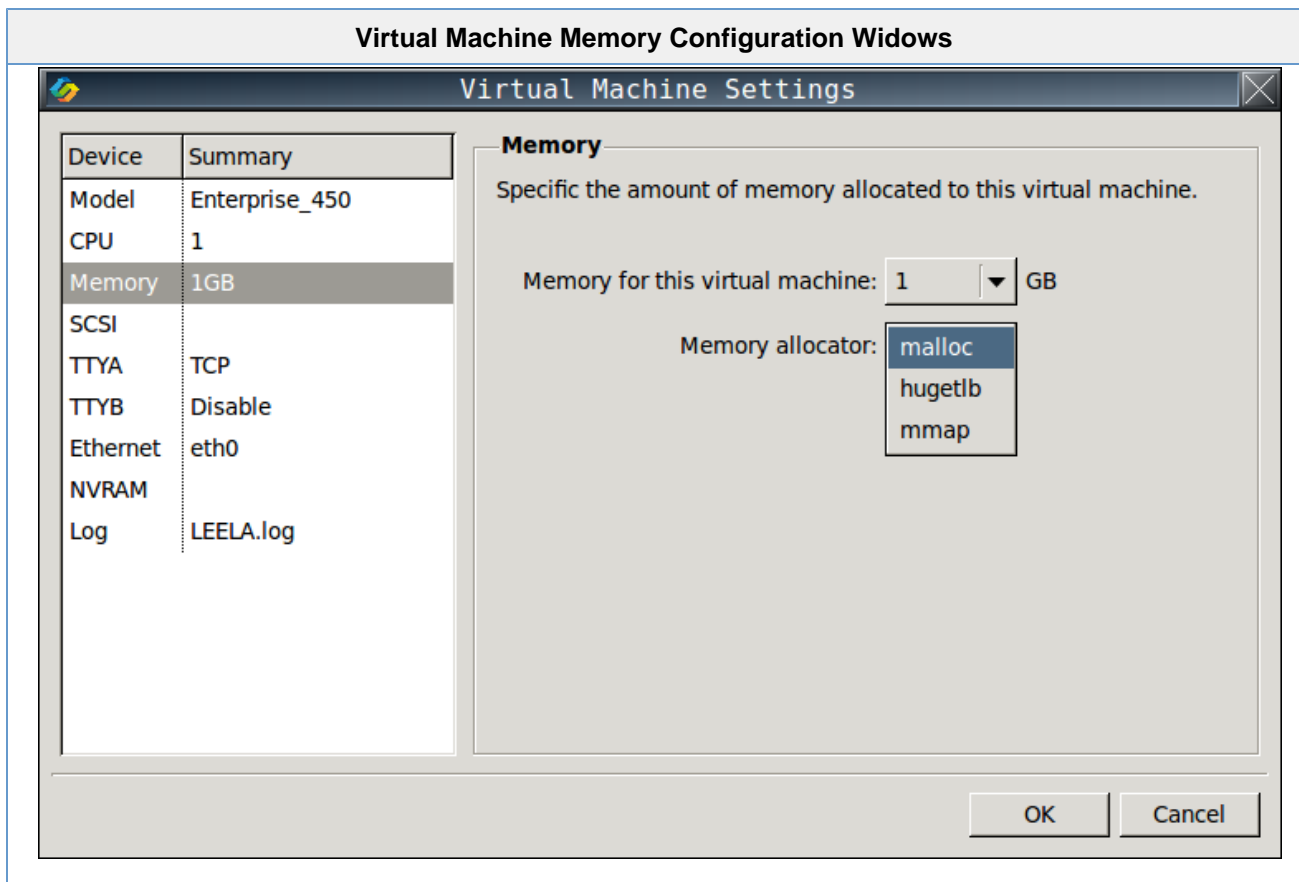 Virtual Machine Memory Configuration Widows
Virtual Machine Settings
Device Summary
Model Enterprise_450
CPU 1
Memory 1GB
SCSI
TTYA TCP
TTYB Disable
Ethernet eth0
NVRAM
Log LEELA.log
Memory
Specific the amount of memory allocated to this virtual machine.
Memory for this virtual machine: 1 GB
Memory allocator: malloc
hugetlb
mmap
OK Cancel